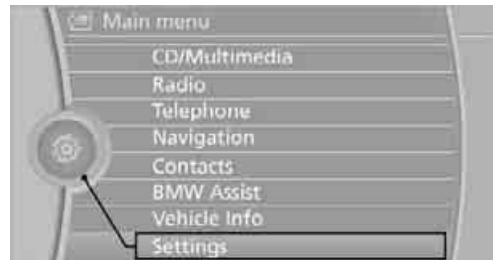 Main menu
CD/Multimedia
Radio
Telephone
Navigation
Contacts
BMW Assist
Vehicle Info
Settings